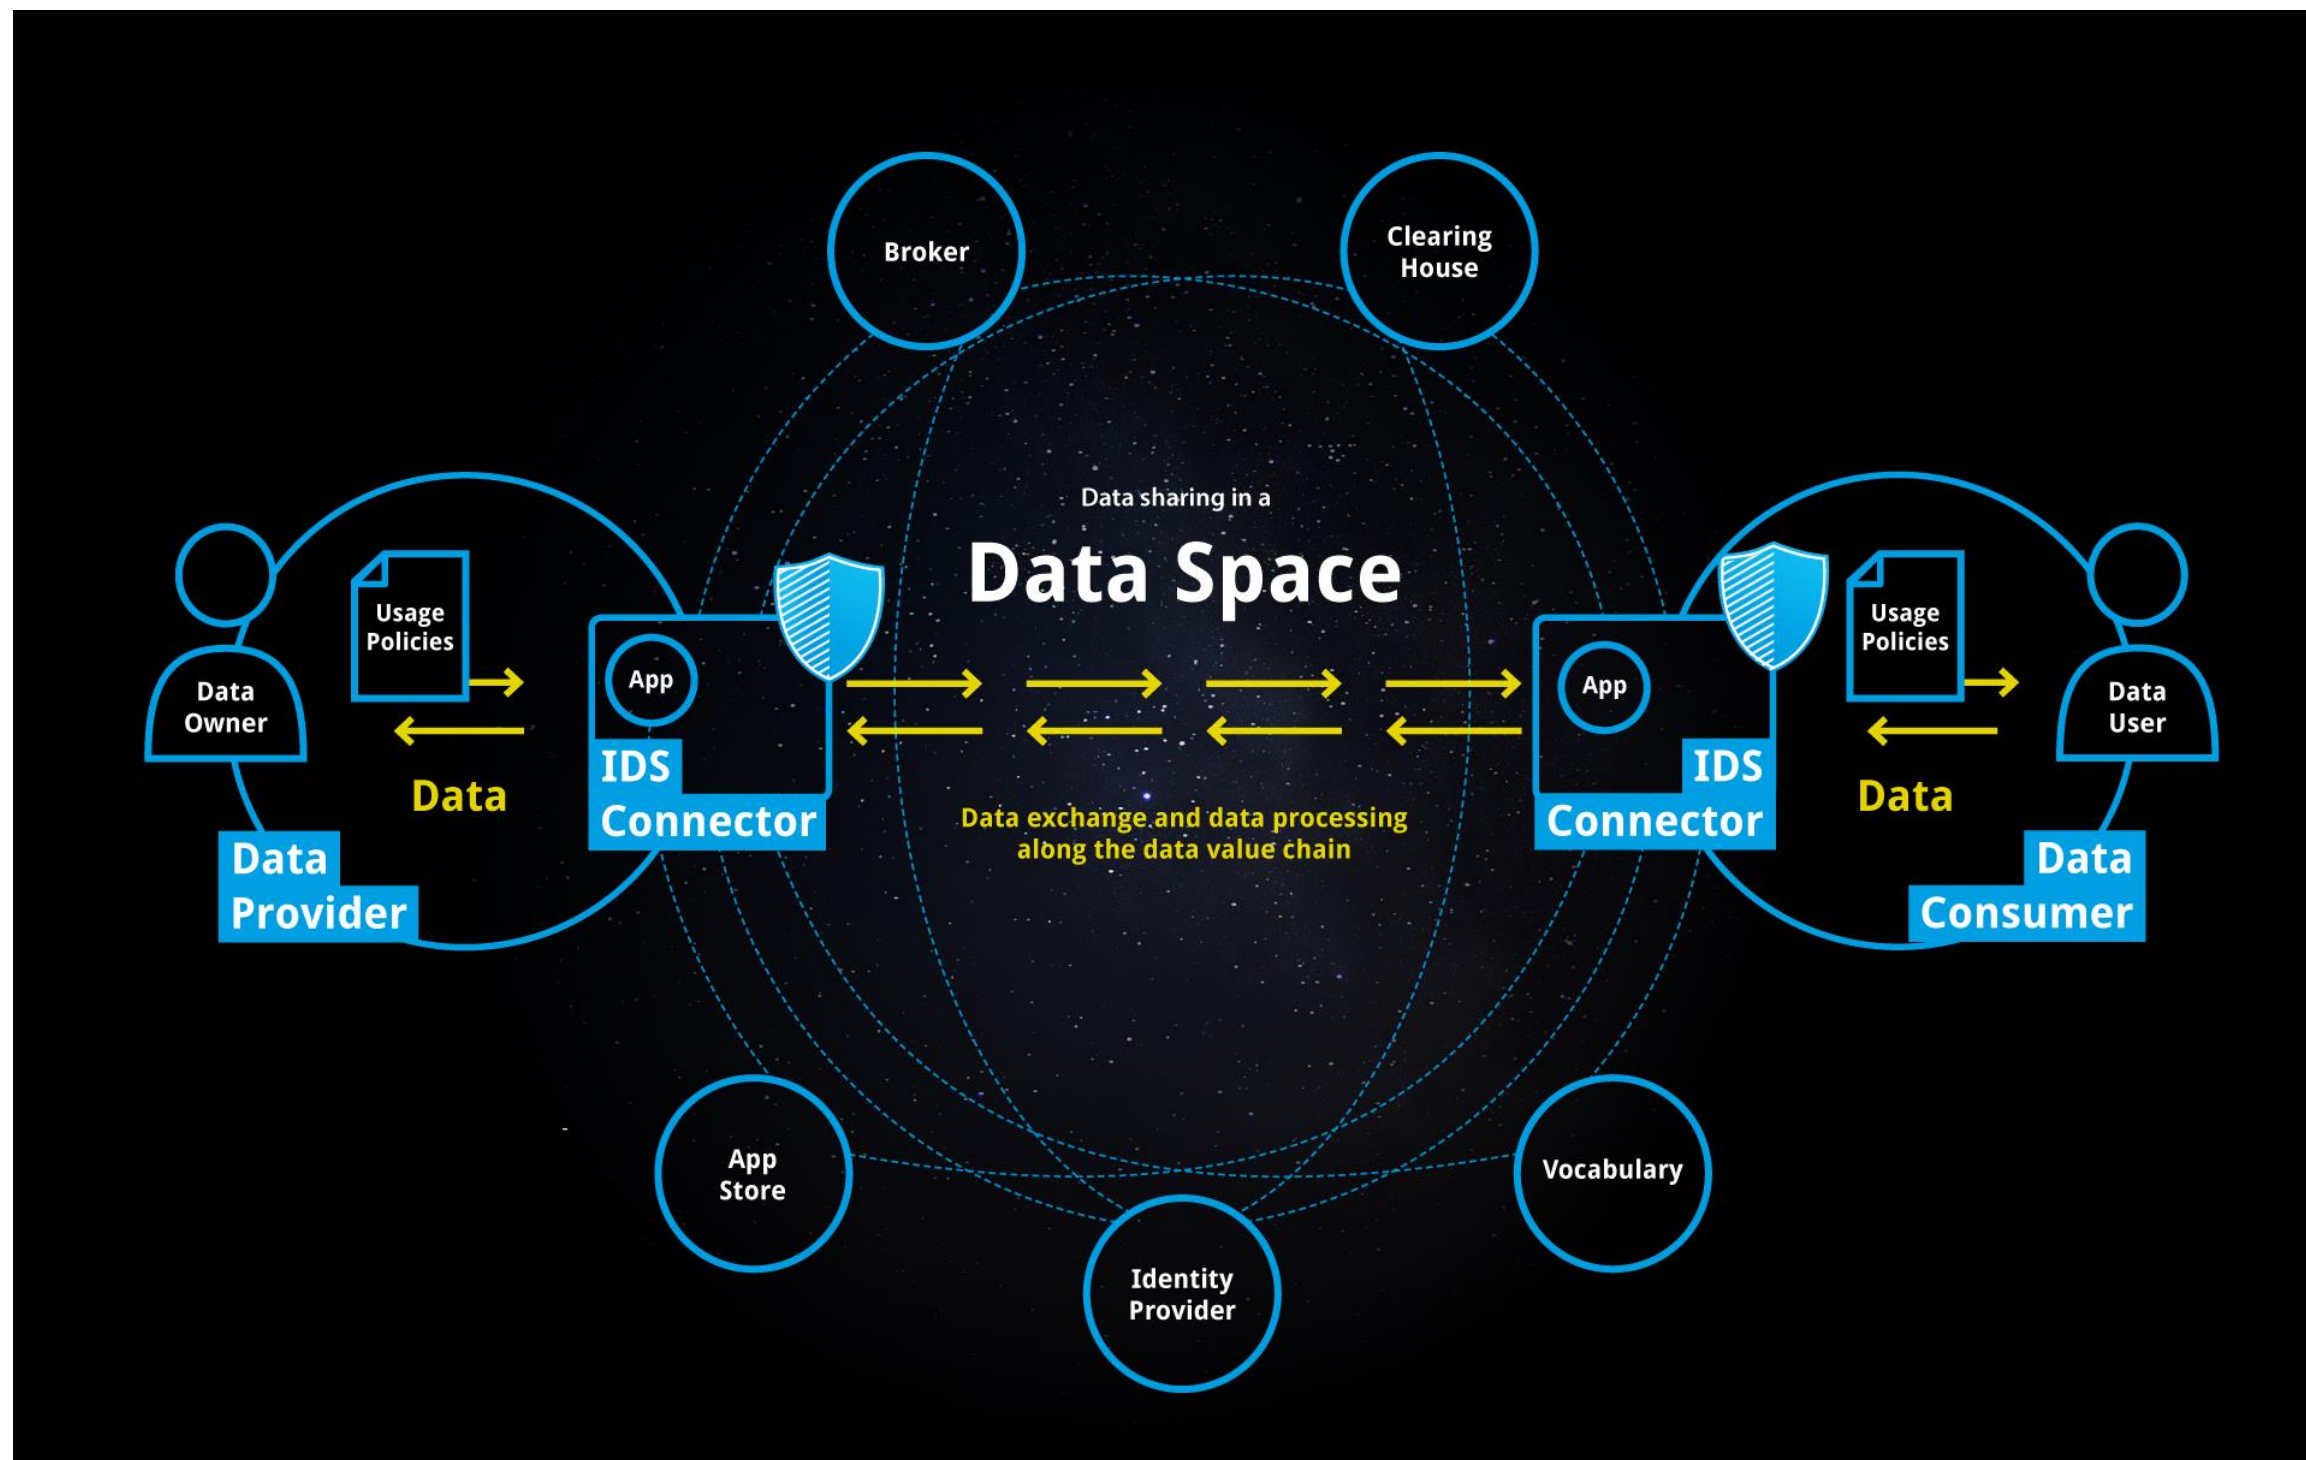 Broker
Clearing
House
Data sharing in a
Data Space
Usage
Policies
Data
Owner
App
IDS
Connector
Data
Data
Provider
Data exchange and data processing
along the data value chain
App
IDS
Connector
Usage
Policies
Data
User
Data
Data
Consumer
App
Store
Identity
Provider
Vocabulary